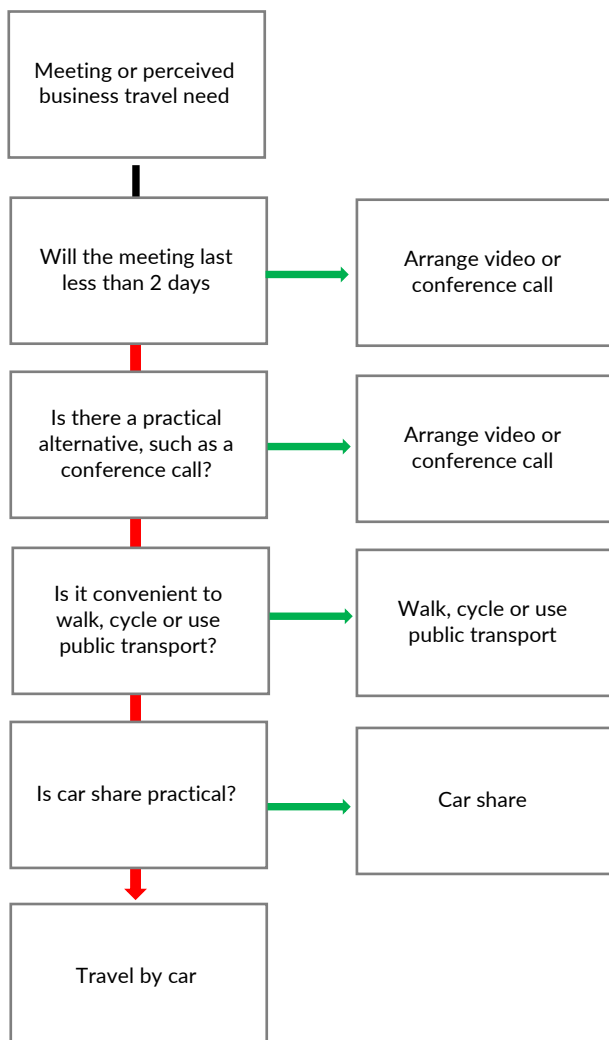 Meeting or perceived
business travel need
Will the meeting last
less than 2 days
Arrange video or
conference call
Is there a practical
alternative, such as a
conference call?
Arrange video or
conference call
Is it convenient to
walk, cycle or use
public transport?
Walk, cycle or use
public transport
Is car share practical?
Car share
Travel by car